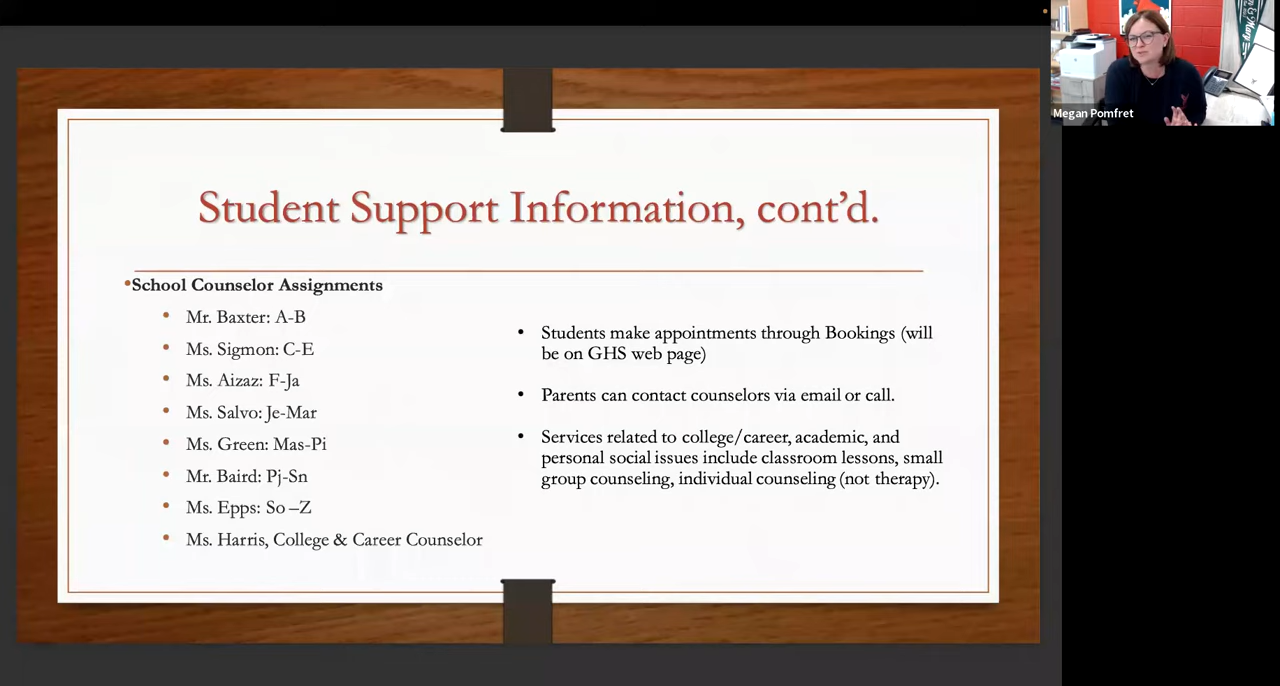 Student Support Information, cont’d.
•School Counselor Assignments
• Mr. Baxter: A-B
• Ms. Sigmon: C-E
• Ms. Aizaz: F-Ja
• Ms. Salvo: Je-Mar
• Ms. Green: Mas-Pi
• Mr. Baird: Pj-Sn
• Ms. Epps: So –Z
• Ms. Harris, College & Career Counselor
• Students make appointments through Bookings (will
be on GHS web page)
• Parents can contact counselors via email or call.
• Services related to college/career, academic, and
personal social issues include classroom lessons, small
group counseling, individual counseling (not therapy).
Megan Pomfret